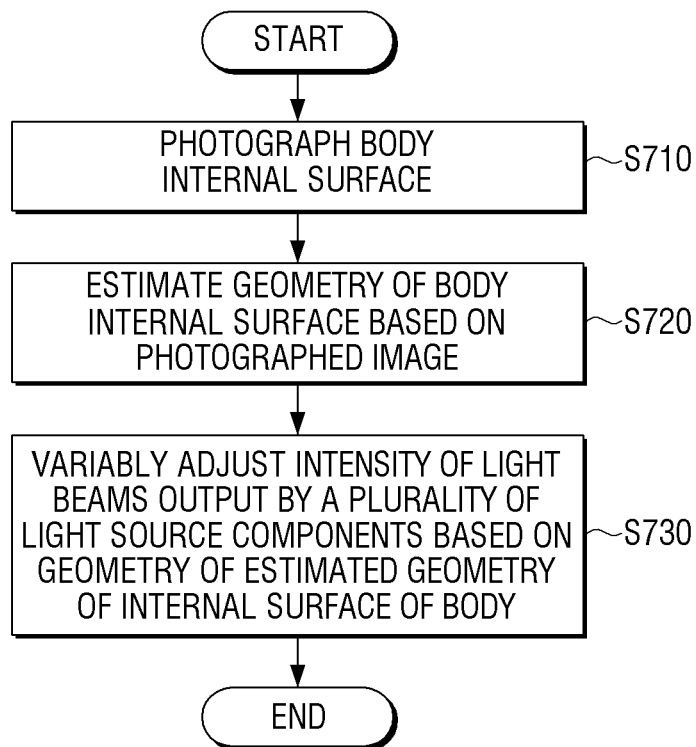 START
PHOTOGRAPH BODY
INTERNAL SURFACE
S710
ESTIMATE GEOMETRY OF BODY
INTERNAL SURFACE BASED ON
PHOTOGRAPHED IMAGE
S720
VARIABLY ADJUST INTENSITY OF LIGHT
BEAMS OUTPUT BY A PLURALITY OF
LIGHT SOURCE COMPONENTS BASED ON
GEOMETRY OF ESTIMATED GEOMETRY
OF INTERNAL SURFACE OF BODY
S730
END